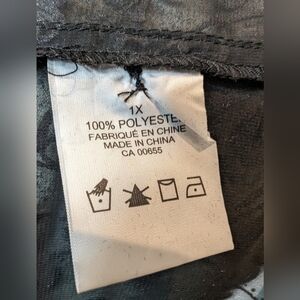 1X
100% POLYESTER
FABRIQUÉ EN CHINE
MADE IN CHINA
CA 00655